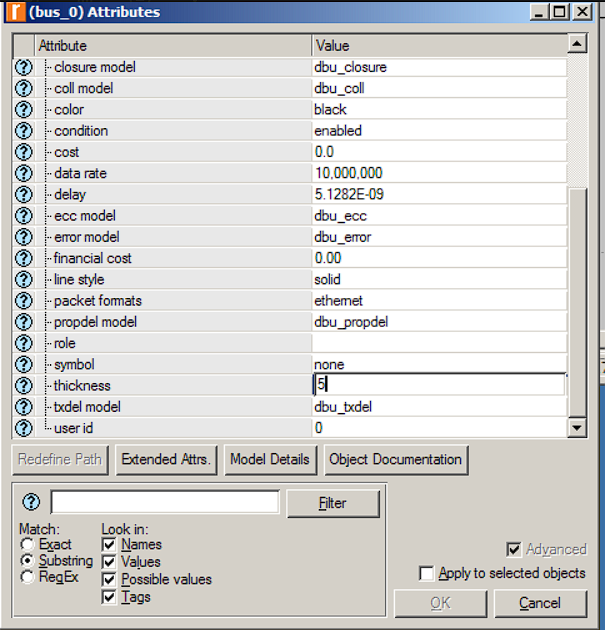 r (bus_0) Attributes
Attribute Value
closure model dbu_closure
coll model dbu_coll
color black
condition enabled
cost 0.0
data rate 10,000,000
delay 5.1282E-09
ecc model dbu_ecc
error model dbu_error
financial cost 0.00
line style solid
packet formats ethernet
propdel model dbu_propdel
role
symbol none
thickness 5
txdel model dbu_txdel
user id 0
Redefine Path Extended Attrs. Model Details Object Documentation
Filter
Match: Look in:
Exact Names
Substring Values
RegEx Possible values
Tags
Advanced
Apply to selected objects
OK Cancel